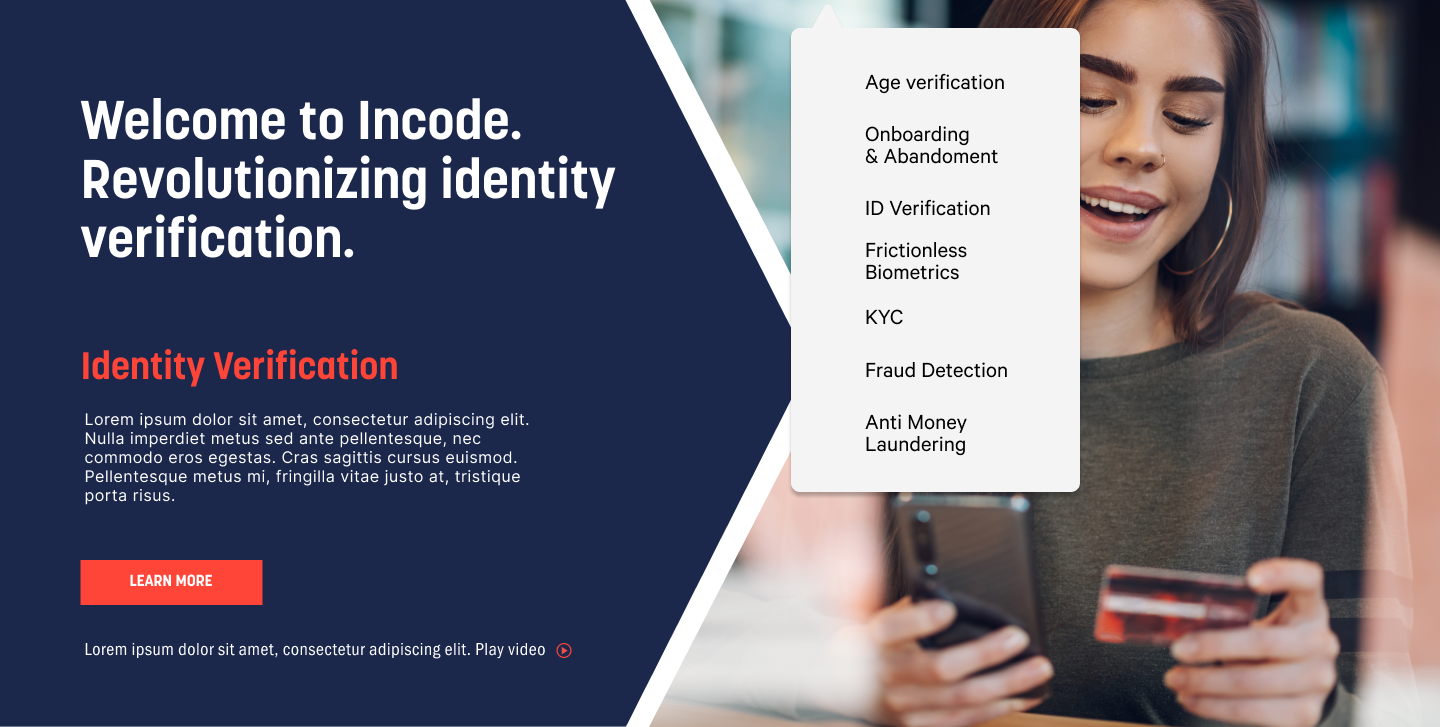 Welcome to Incode.
Revolutionizing identity
verification.
Identity Verification
Lorem ipsum dolor sit amet, consectetur adipiscing elit.
Nulla imperdiet metus sed ante pellentesque, nec
commodo eros egestas. Cras sagittis cursus euismod.
Pellentesque metus mi, fringilla vitae justo at, tristique
porta risus.
LEARN MORE
Lorem ipsum dolor sit amet, consectetur adipiscing elit. Play video
Age verification
Onboarding
& Abandoment
ID Verification
Frictionless
Biometrics
KYC
Fraud Detection
Anti Money
Laundering